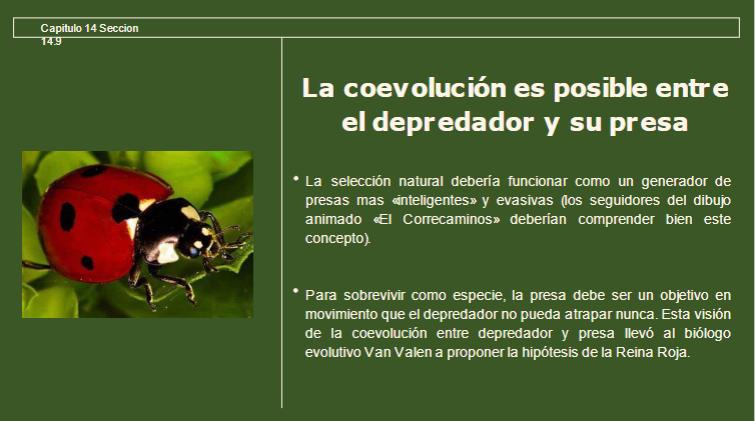 Capitulo 14 Seccion
14.9
La coevolución es posible entre
el depredador y su presa
• La selección natural debería funcionar como un generador de
presas mas «inteligentes» y evasivas (los seguidores del dibujo
animado «El Correcaminos» deberían comprender bien este
concepto).
• Para sobrevivir como especie, la presa debe ser un objetivo en
movimiento que el depredador no pueda atrapar nunca. Esta visión
de la coevolución entre depredador y presa llevó al biólogo
evolutivo Van Valen a proponer la hipótesis de la Reina Roja.